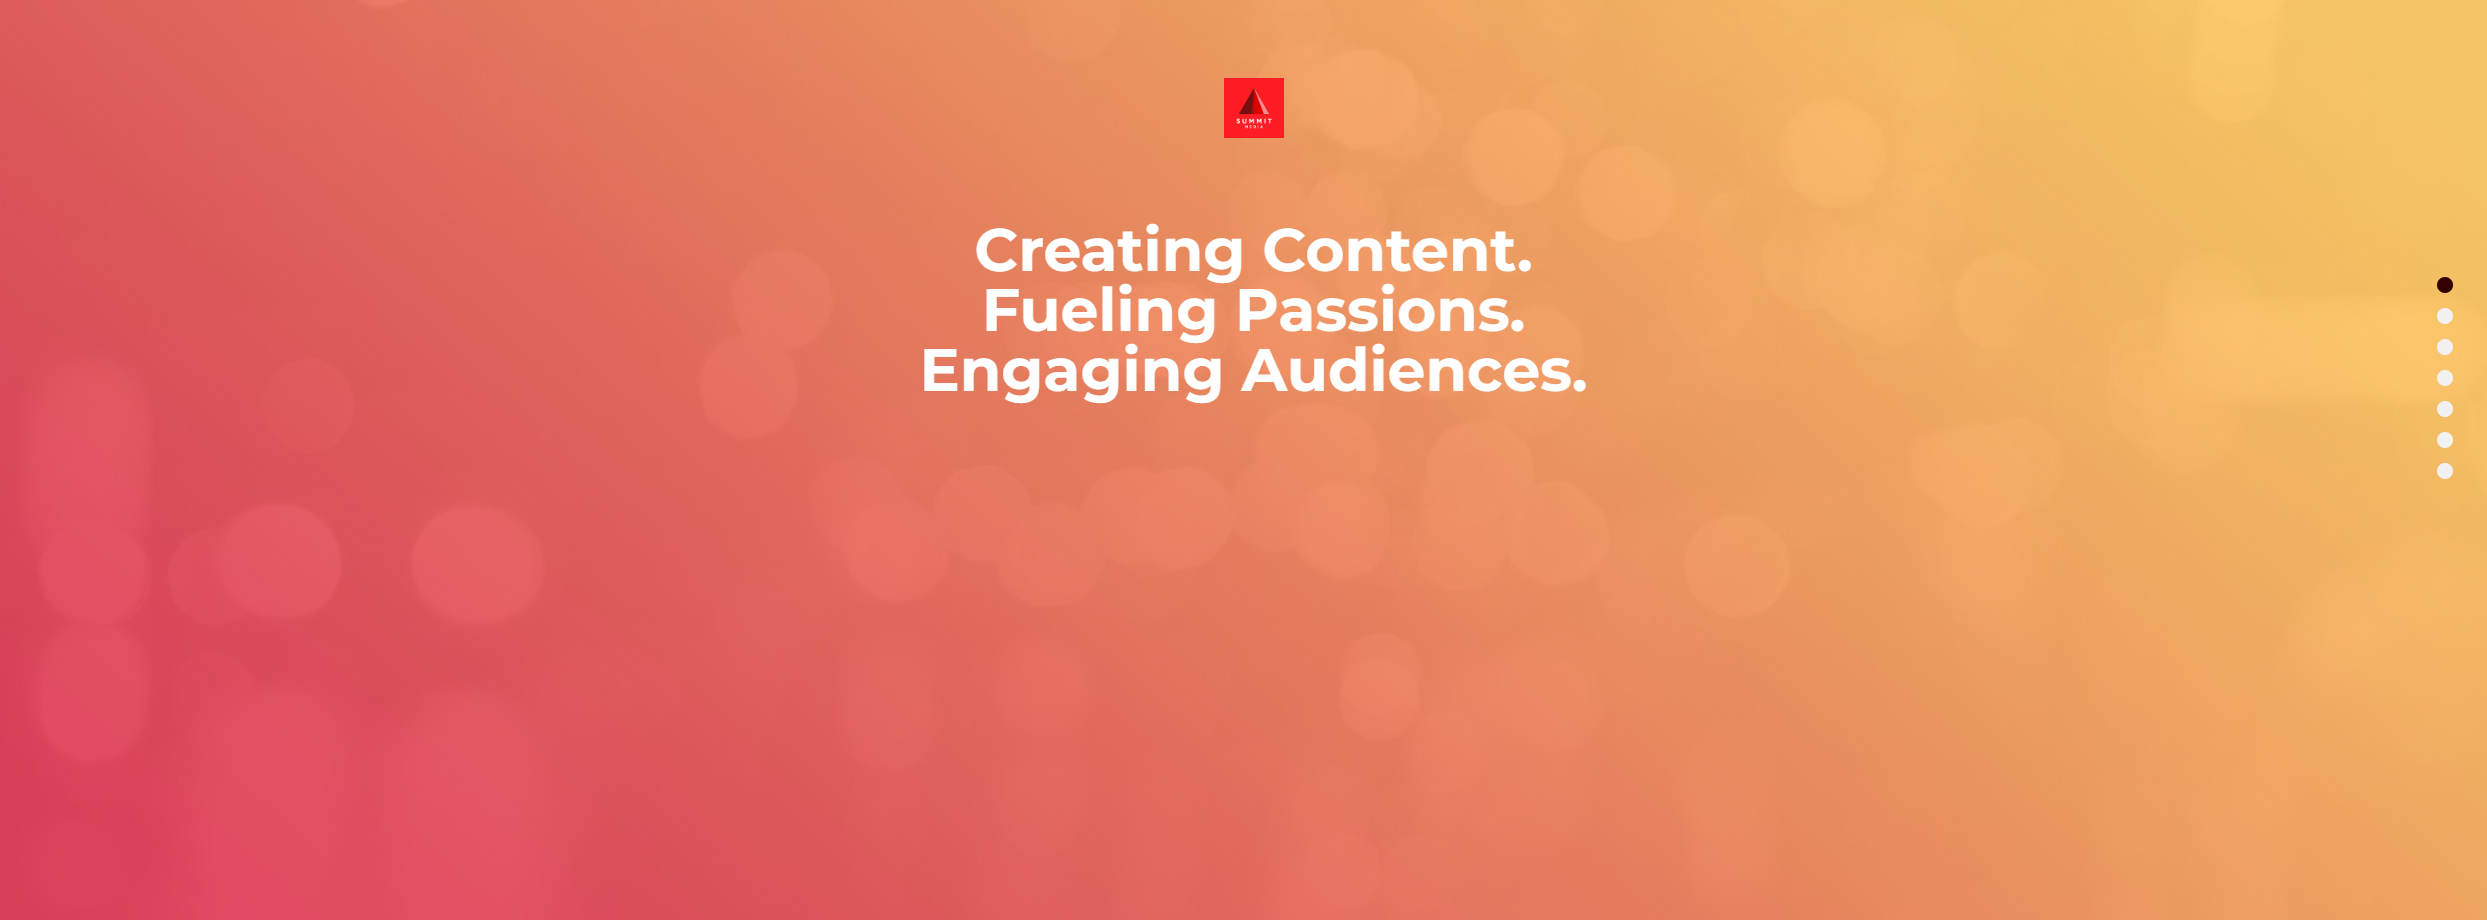 SUMMIT
MEDIA
Creating Content.
Fueling Passions.
Engaging Audiences.